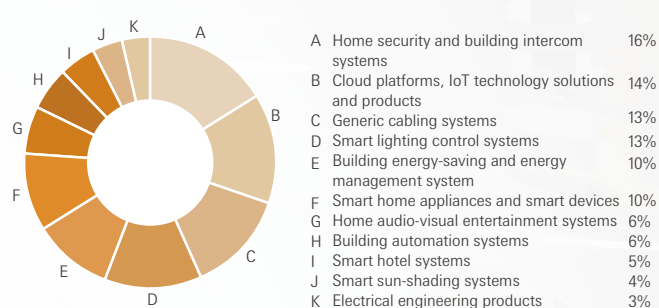 K
J
A
I
H
B
G
F
C
E
D
A Home security and building intercom systems 16%
B Cloud platforms, IoT technology solutions and products 14%
C Generic cabling systems 13%
D Smart lighting control systems 13%
E Building energy-saving and energy management system 10%
F Smart home appliances and smart devices 10%
G Home audio-visual entertainment systems 6%
H Building automation systems 6%
I Smart hotel systems 5%
J Smart sun-shading systems 4%
K Electrical engineering products 3%